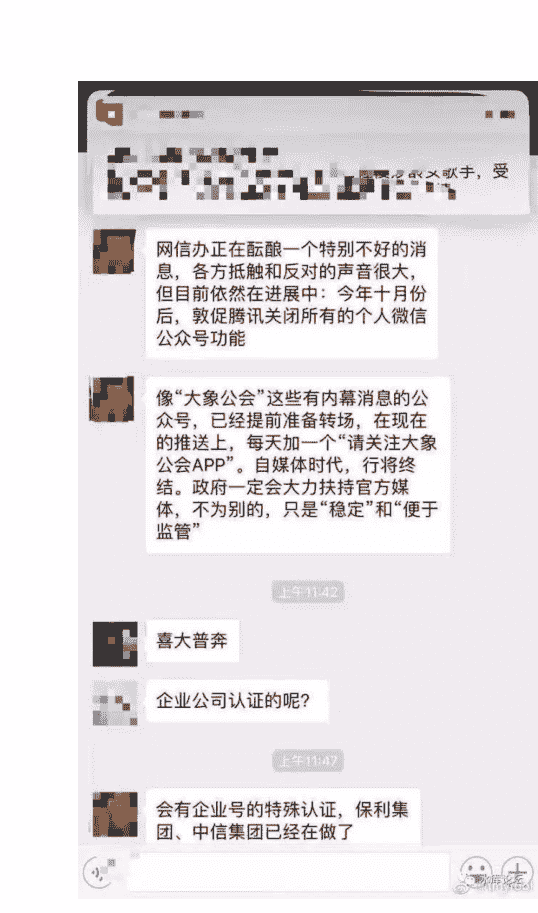 歌手，受
网信办正在酝酿一个特别不好的消
息，各方抵触和反对的声音很大，
但目前依然在进展中：今年十月份
后，敦促腾讯关闭所有的个人微信
公众号功能
像“大象公会”这些有内幕消息的公
众号，已经提前准备转场，在现在
的推送上，每天加一个“请关注大象
公会APP”。自媒体时代，行将终
结。政府一定会大力扶持官方媒
体，不为别的，只是“稳定”和“便于
监管”
上午11:42
喜大普奔
企业公司认证的呢？
上午11:47
会有企业号的特殊认证，保利集
团、中信集团已经在做了